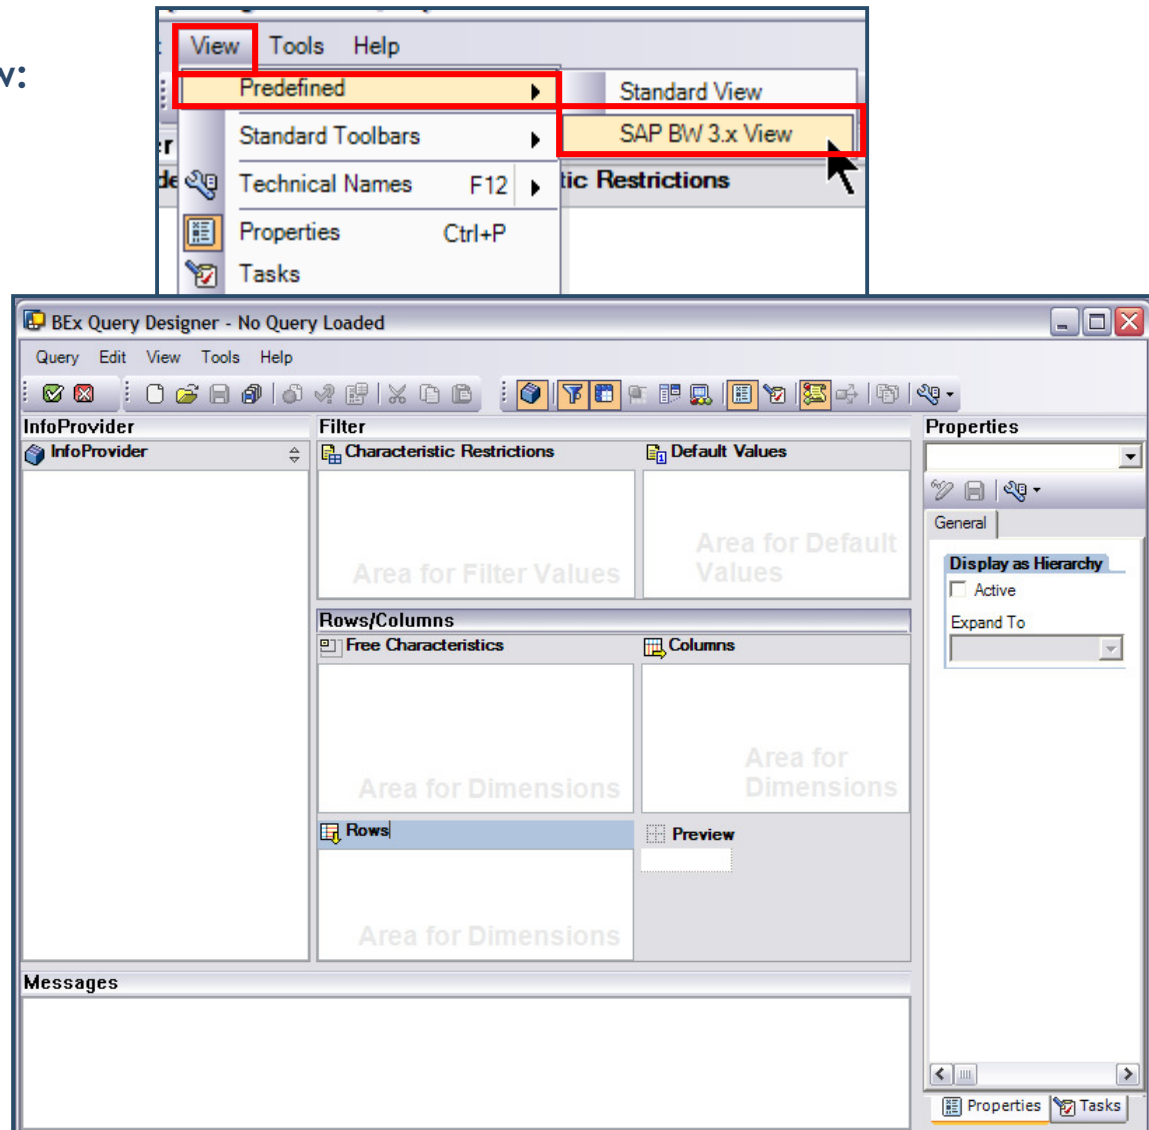 View Tools Help
w:
Predefined
Standard View
Standard Toolbars
SAP BW 3.x View
Technical Names F12
tic Restrictions
Properties Ctrl+P
Tasks
BEx Query Designer - No Query Loaded
Query Edit View Tools Help
InfoProvider
Filter
Properties
InfoProvider
Characteristic Restrictions
Default Values
General
Area for Filter Values
Area for Default
Values
Display as Hierarchy
Active
Expand To
Rows/Columns
Free Characteristics
Columns
Area for Dimensions
Area for
Dimensions
Rows
Preview
Area for Dimensions
Messages
Properties Tasks